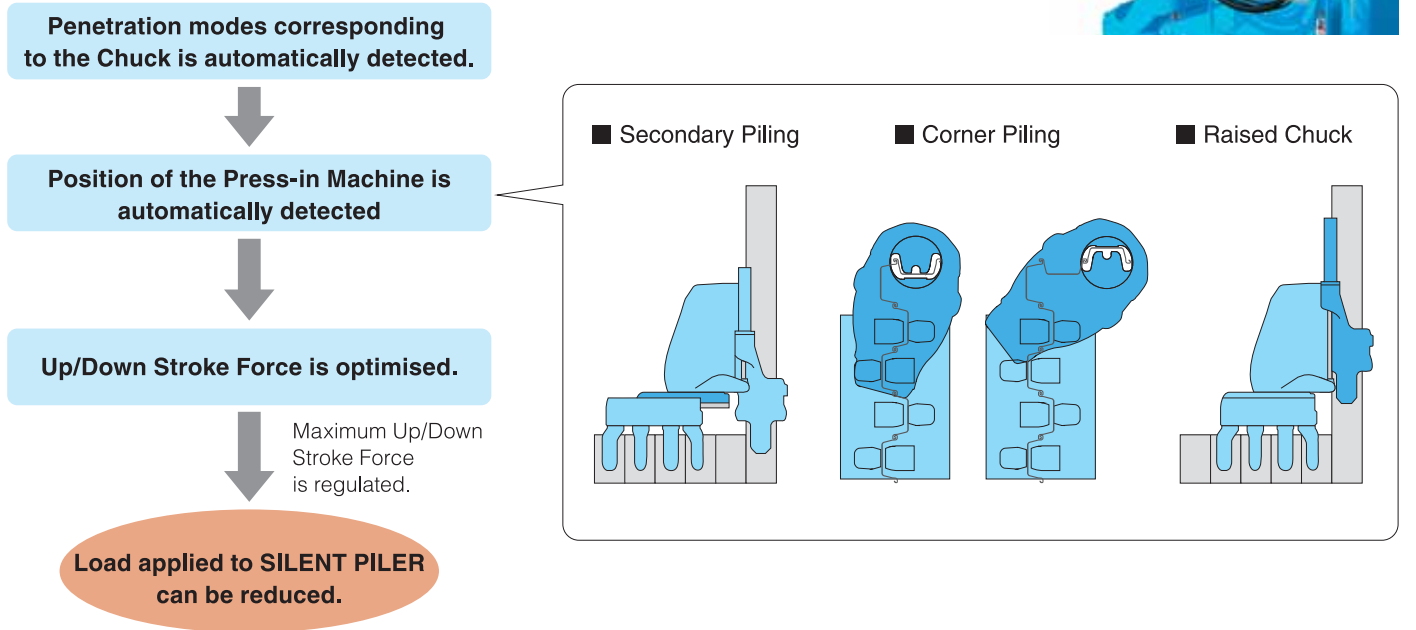 Penetration modes corresponding
to the Chuck is automatically detected.
Position of the Press-in Machine is
automatically detected
Up/Down Stroke Force is optimised.
Maximum Up/Down
Stroke Force
is regulated.
Load applied to SILENT PILER
can be reduced.
■ Secondary Piling
■ Corner Piling
■ Raised Chuck